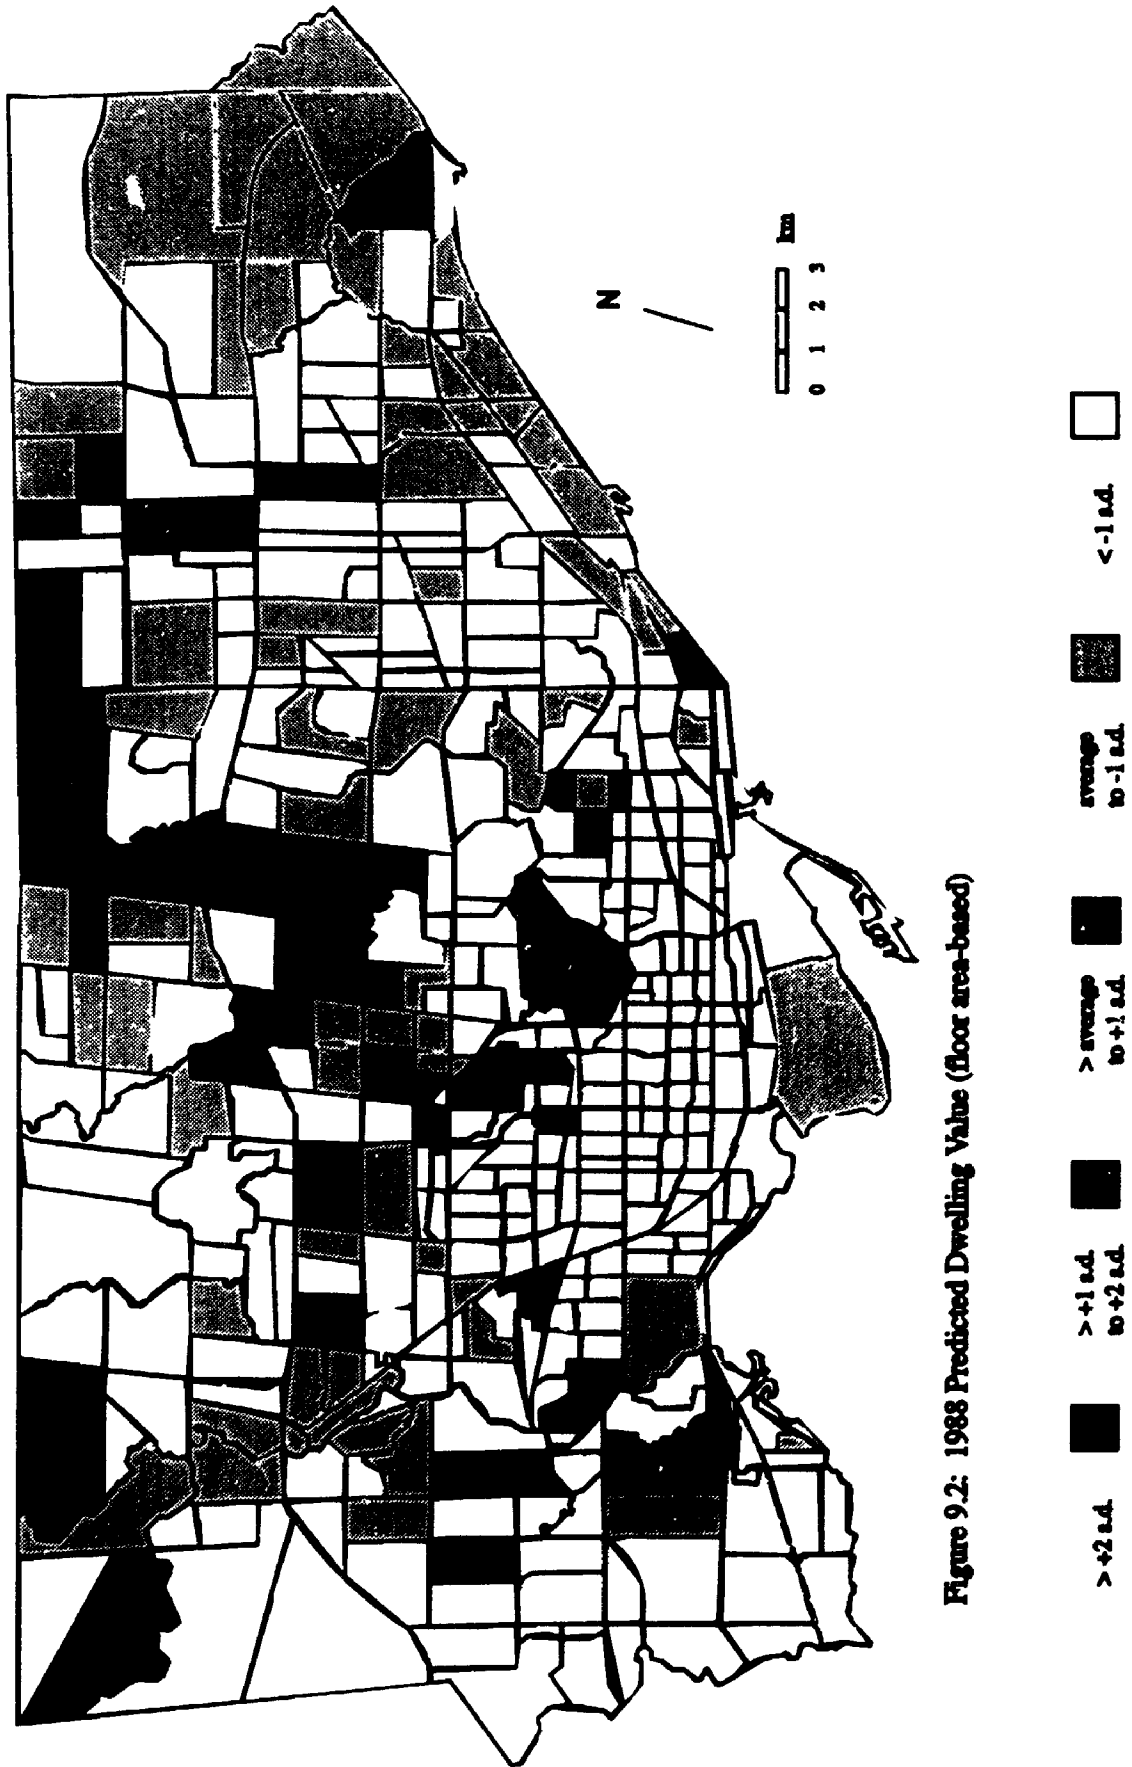 N
km
0 1 2 3
Figure 9.2: 1988 Predicted Dwelling Value (floor area-based)
> +2 s.d.
> +1 s.d.
to +2 s.d.
> average
to +1 s.d.
average
to -1 s.d.
< -1 s.d.